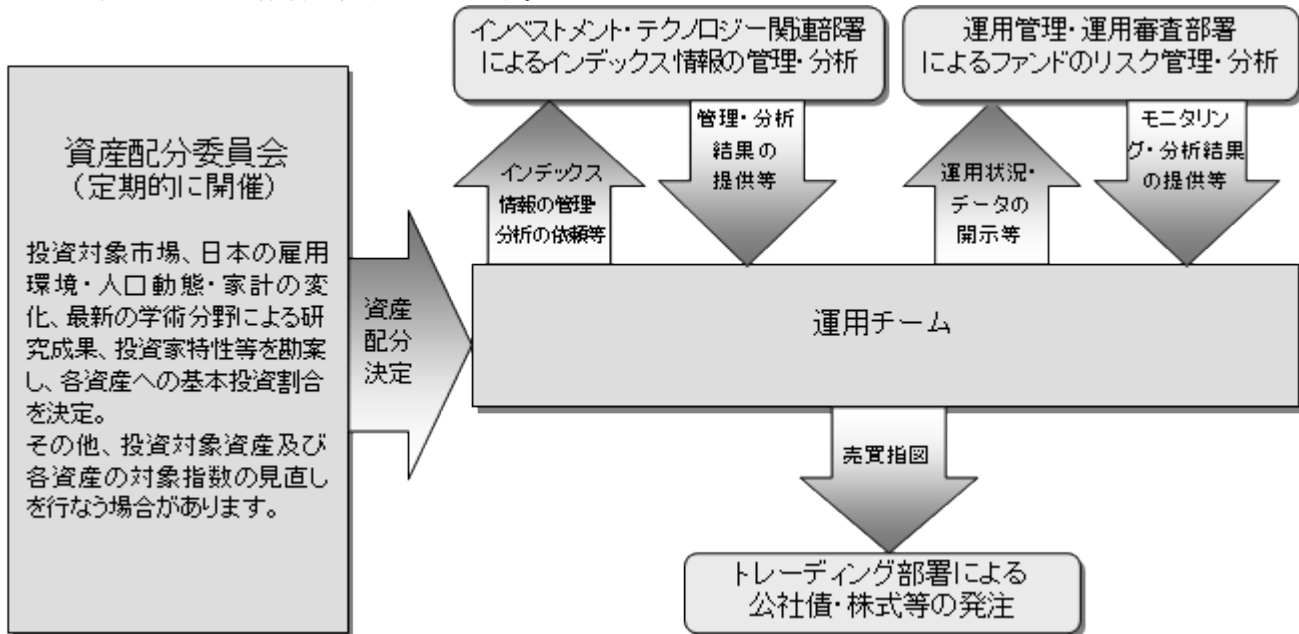 インベストメント・テクノロジー関連部署
によるインデックス情報の管理・分析
運用管理・運用審査部署
によるファンドのリスク管理・分析
資産配分委員会
（定期的に開催）
投資対象市場、日本の雇用
環境・人口動態・家計の変
化、最新の学術分野による研
究成果、投資家特性等を勘案
し、各資産への基本投資割合
を決定。
その他、投資対象資産及び
各資産の対象指数の見直し
を行なう場合があります。
資産
配分
決定
インデックス
情報の管理・
分析の依頼等
管理・分析
結果の
提供等
運用状況・
データの
開示等
モニタリン
グ・分析結果
の提供等
運用チーム
売買指図
トレーディング部署による
公社債・株式等の発注